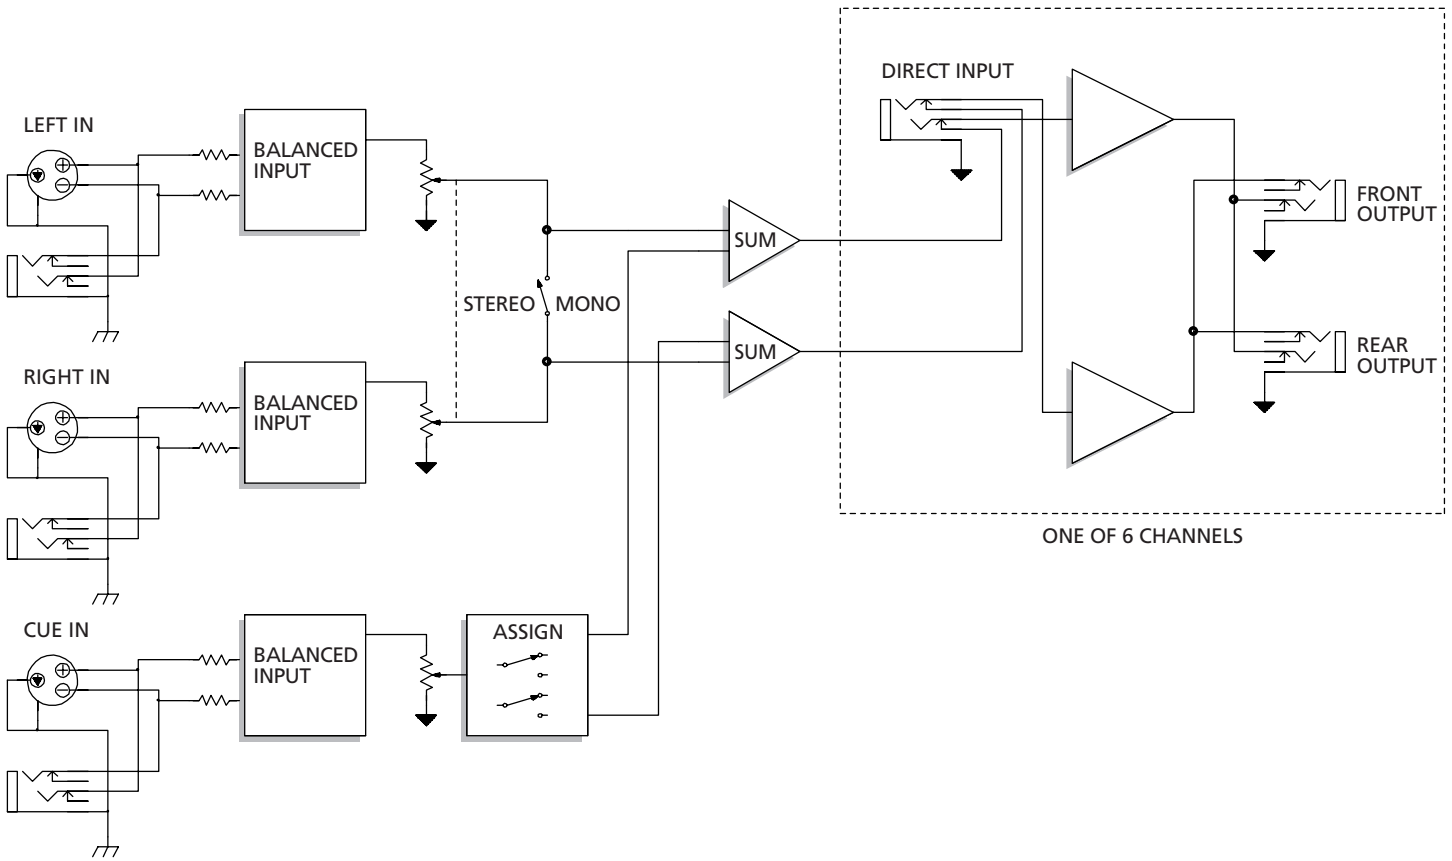 DIRECT INPUT
LEFT IN
BALANCED
INPUT
FRONT
OUTPUT
SUM
STEREO
MONO
SUM
REAR
OUTPUT
RIGHT IN
BALANCED
INPUT
ONE OF 6 CHANNELS
CUE IN
BALANCED
INPUT
ASSIGN